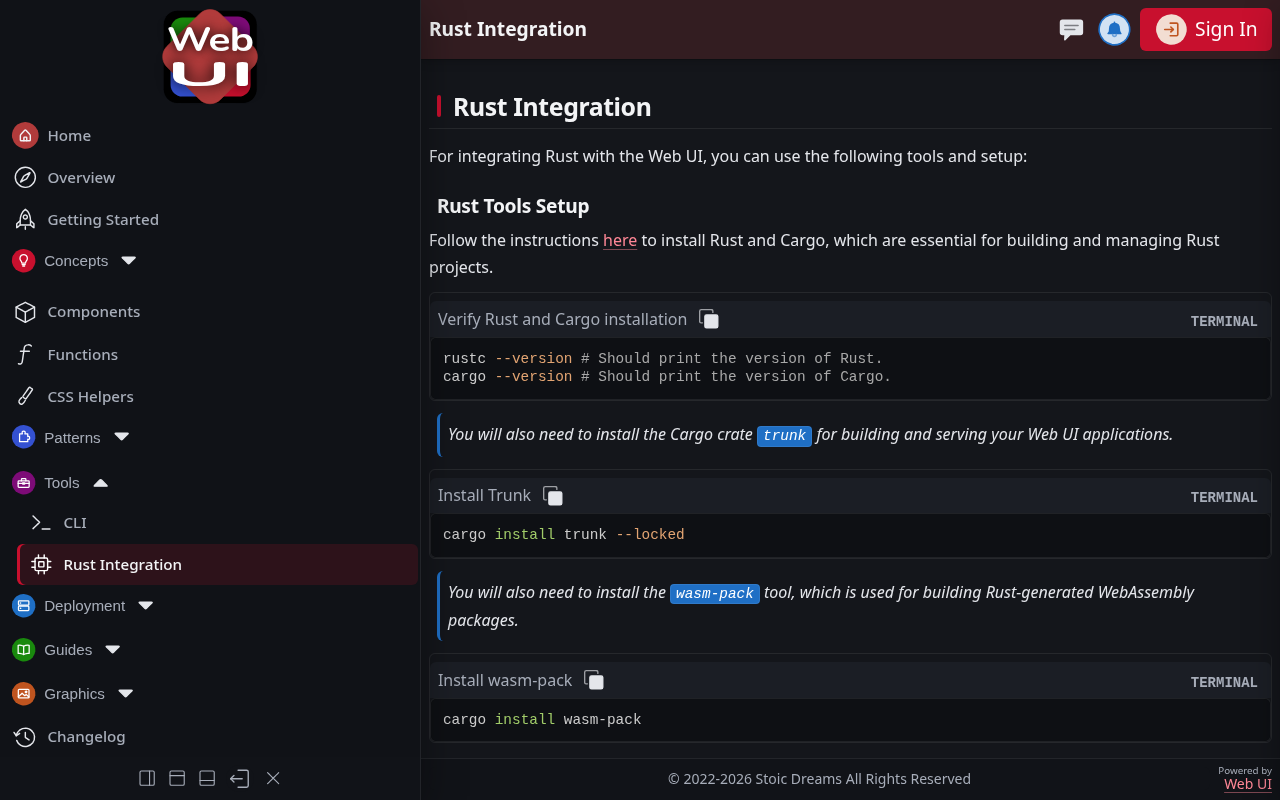 Web
UI
Home
Overview
Getting Started
Concepts
Components
Functions
CSS Helpers
Patterns
Tools
CLI
Rust Integration
Deployment
Guides
Graphics
Changelog
Rust Integration
Sign In
Rust Integration
For integrating Rust with the Web UI, you can use the following tools and setup:
Rust Tools Setup
Follow the instructions here to install Rust and Cargo, which are essential for building and managing Rust
projects.
Verify Rust and Cargo installation TERMINAL
rustc --version # Should print the version of Rust.
cargo --version # Should print the version of Cargo.
You will also need to install the Cargo crate trunk for building and serving your Web UI applications.
Install Trunk TERMINAL
cargo install trunk --locked
You will also need to install the wasm-pack tool, which is used for building Rust-generated WebAssembly
packages.
Install wasm-pack TERMINAL
cargo install wasm-pack
© 2022-2026 Stoic Dreams All Rights Reserved
Powered by
Web UI